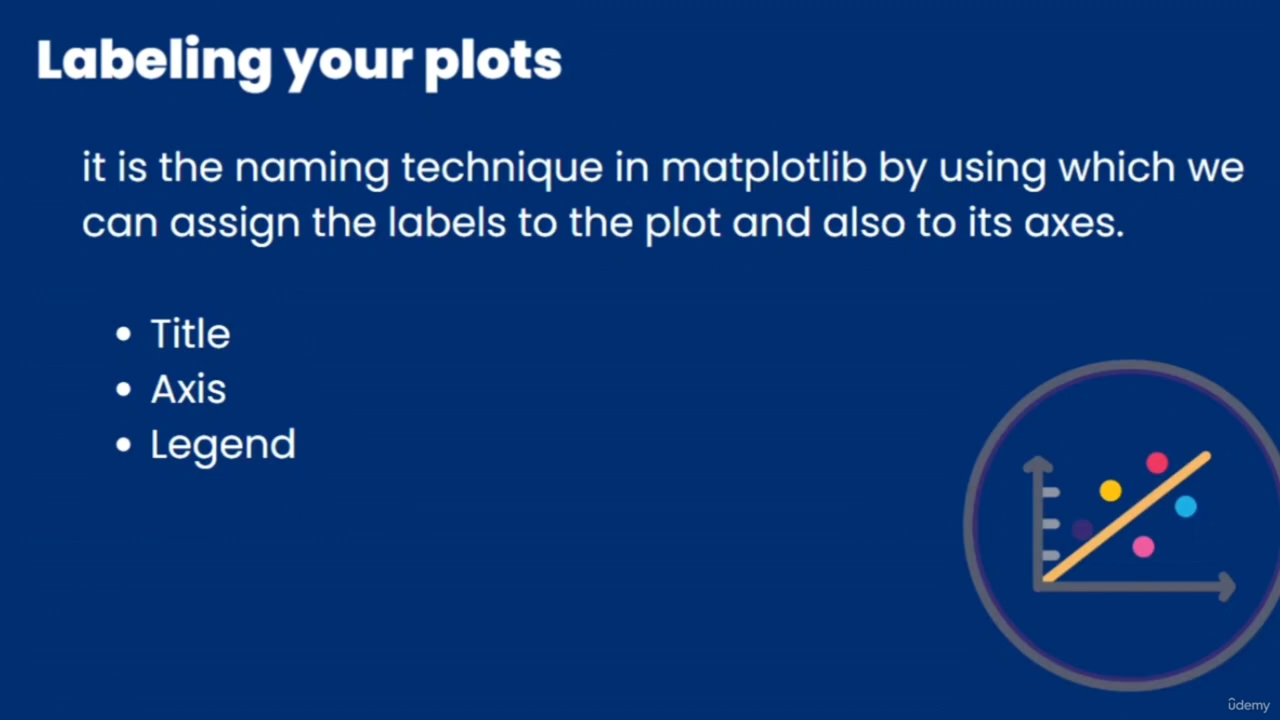 Labeling your plots
it is the naming technique in matplotlib by using which we
can assign the labels to the plot and also to its axes.
• Title
• Axis
• Legend
ûdemy